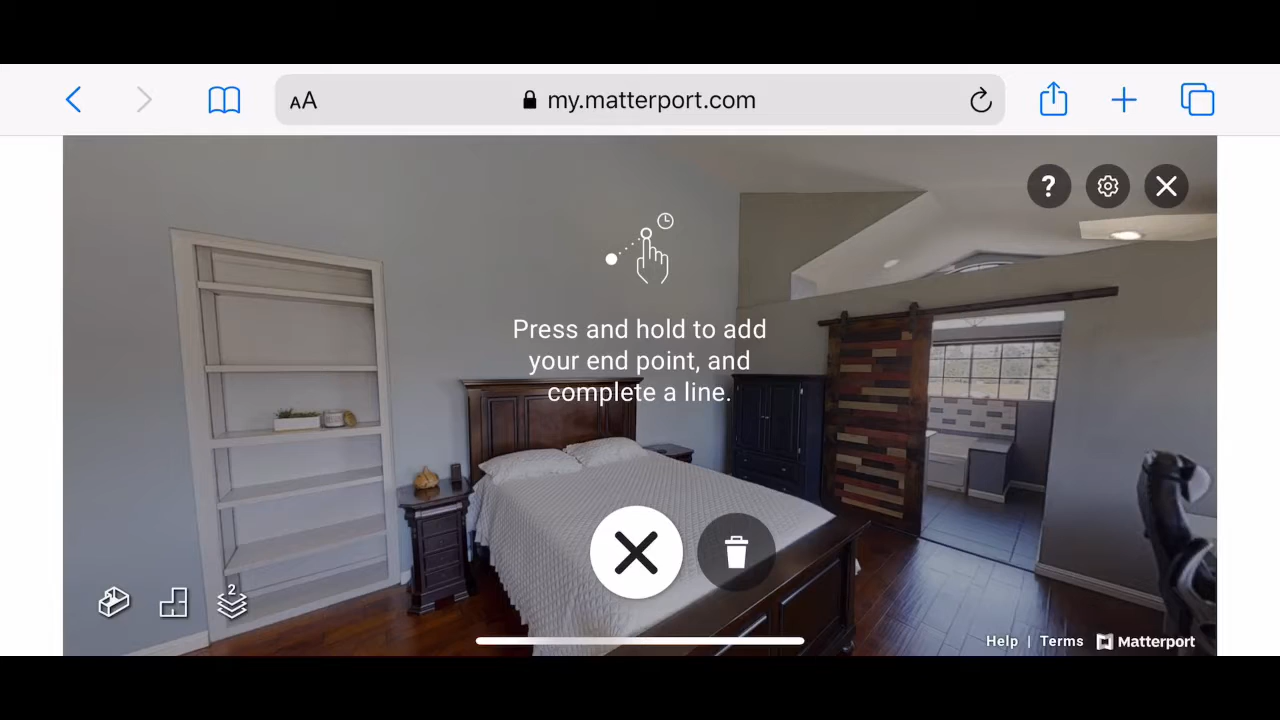 AA
my.matterport.com
?
Press and hold to add
your end point, and
complete a line.
2
Help | Terms Matterport